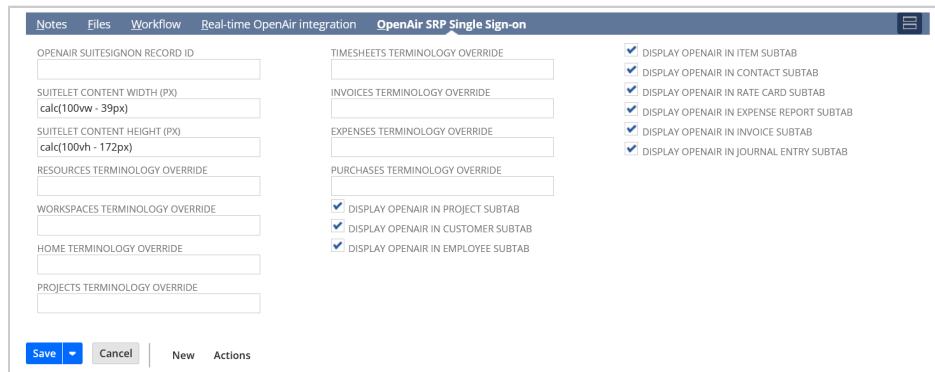 Notes Files Workflow Real-time OpenAir integration OpenAir SRP Single Sign-on
OPENAIR SUITESIGNON RECORD ID
SUITELET CONTENT WIDTH (PX)
calc(100vw - 39px)
SUITELET CONTENT HEIGHT (PX)
calc(100vh - 172px)
RESOURCES TERMINOLOGY OVERRIDE
WORKSPACES TERMINOLOGY OVERRIDE
HOME TERMINOLOGY OVERRIDE
PROJECTS TERMINOLOGY OVERRIDE
TIMESHEETS TERMINOLOGY OVERRIDE
INVOICES TERMINOLOGY OVERRIDE
EXPENSES TERMINOLOGY OVERRIDE
PURCHASES TERMINOLOGY OVERRIDE
DISPLAY OPENAIR IN PROJECT SUBTAB
DISPLAY OPENAIR IN CUSTOMER SUBTAB
DISPLAY OPENAIR IN EMPLOYEE SUBTAB
DISPLAY OPENAIR IN ITEM SUBTAB
DISPLAY OPENAIR IN CONTACT SUBTAB
DISPLAY OPENAIR IN RATE CARD SUBTAB
DISPLAY OPENAIR IN EXPENSE REPORT SUBTAB
DISPLAY OPENAIR IN INVOICE SUBTAB
DISPLAY OPENAIR IN JOURNAL ENTRY SUBTAB
Save Cancel New Actions